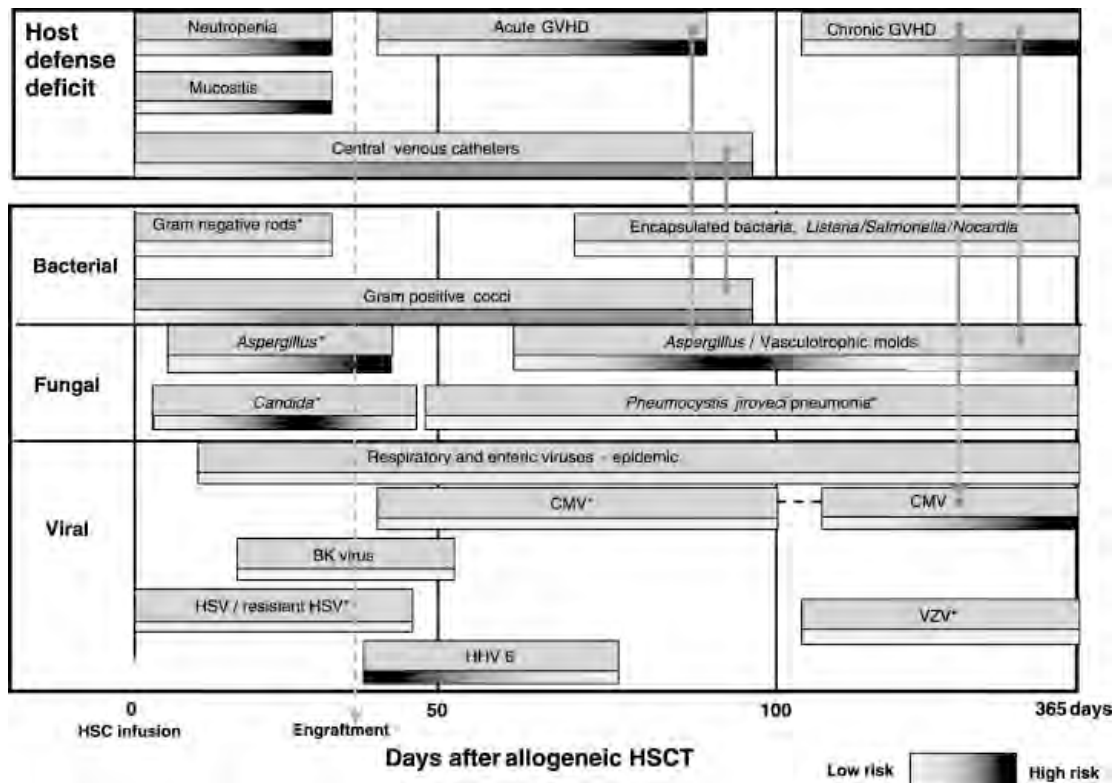 Host
defense
deficit
Neutropenia
Acute GVHD
Chronic GVHD
Mucositis
Central venous catheters
Bacterial
Gram negative rods*
Encapsulated bacteria, Listaria/Salmonella/Nocardia
Gram positive cocci
Fungal
Aspergillus*
Aspergillus / Vasculotrophic molds
Candida*
Pneumocystis jiroveci pneumonia*
Viral
Respiratory and enteric viruses - epidemic
CMV*
CMV
BK virus
HSV / resistant HSV*
VZV*
HHV 6
0
50
100
365 days
HSC infusion
Engraftment
Days after allogeneic HSCT
Low risk
High risk